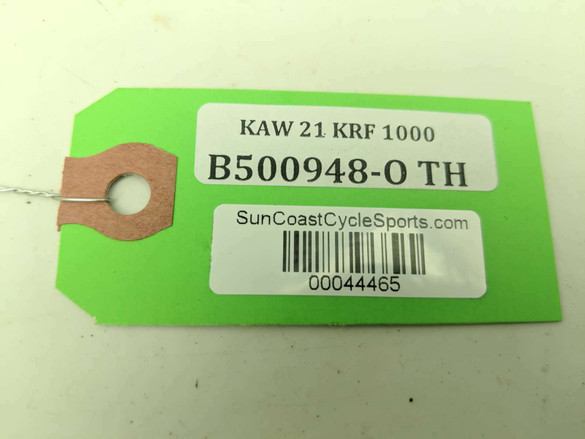 KAW 21 KRF 1000
B500948-O TH
SunCoastCycleSports.com
00044465